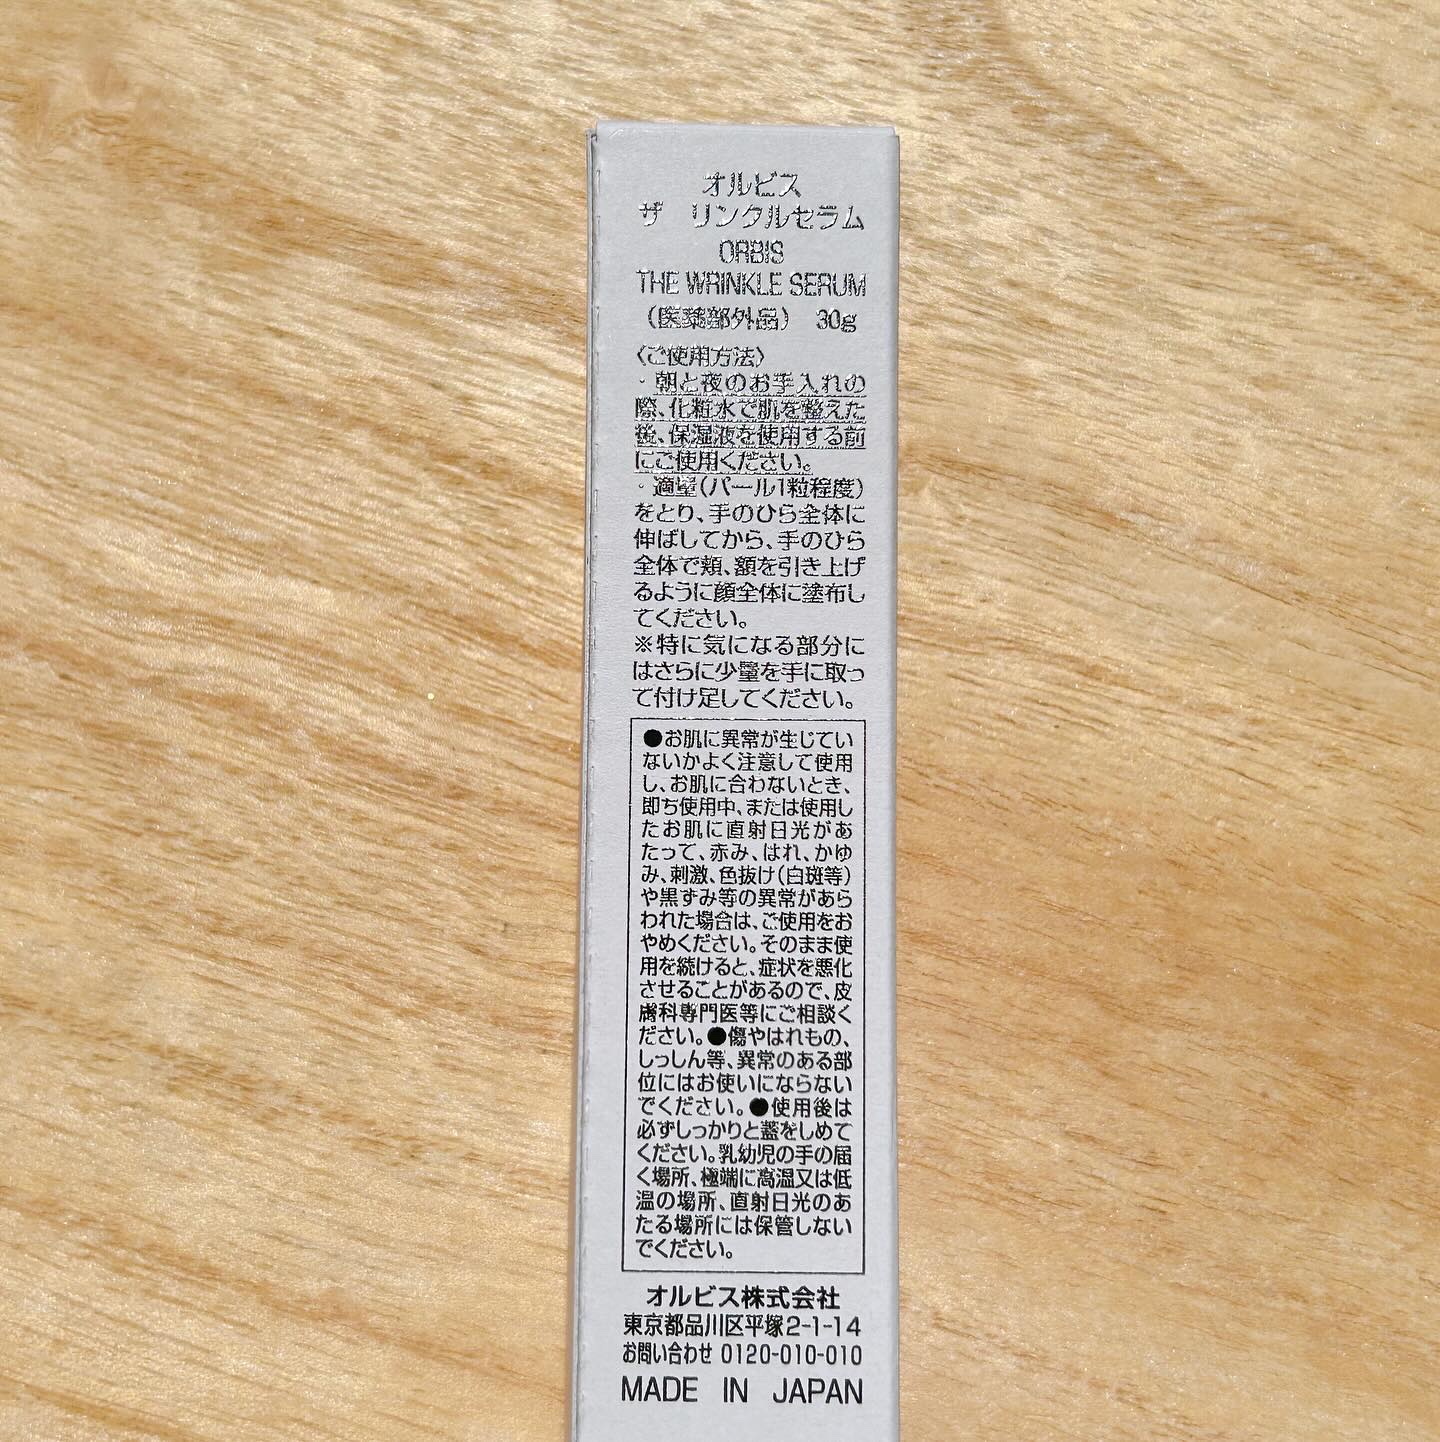 オルビス
ザ リンクルセラム
ORBIS
THE WRINKLE SERUM
(医薬部外品) 30g
〈ご使用方法〉
・朝と夜のお手入れの
際、化粧水で肌を整えた
後、保湿液を使用する前
にご使用ください。
・適量(パール1粒程度)
をとり、手のひら全体に
伸ばしてから、手のひら
全体で頬、額を引き上げ
るように顔全体に塗布し
てください。
※特に気になる部分に
はさらに少量を手に取っ
て付け足してください。
●お肌に異常が生じてい
ないかよく注意して使用
し、お肌に合わないとき、
即ち使用中、または使用し
たお肌に直射日光があ
たって、赤み、はれ、かゆ
み、刺激、色抜け(白斑等)
や黒ずみ等の異常があら
われた場合は、ご使用をお
やめください。そのまま使
用を続けると、症状を悪化
させることがあるので、皮
膚科専門医等にご相談く
ださい。●傷やはれもの、
しっしん等、異常のある部
位にはお使いにならない
でください。●使用後は
必ずしっかりと蓋をしめて
ください。乳幼児の手の届
く場所、極端に高温又は低
温の場所、直射日光のあ
たる場所には保管しない
でください。
オルビス株式会社
東京都品川区平塚2-1-14
お問い合わせ 0120-010-010
MADE IN JAPAN